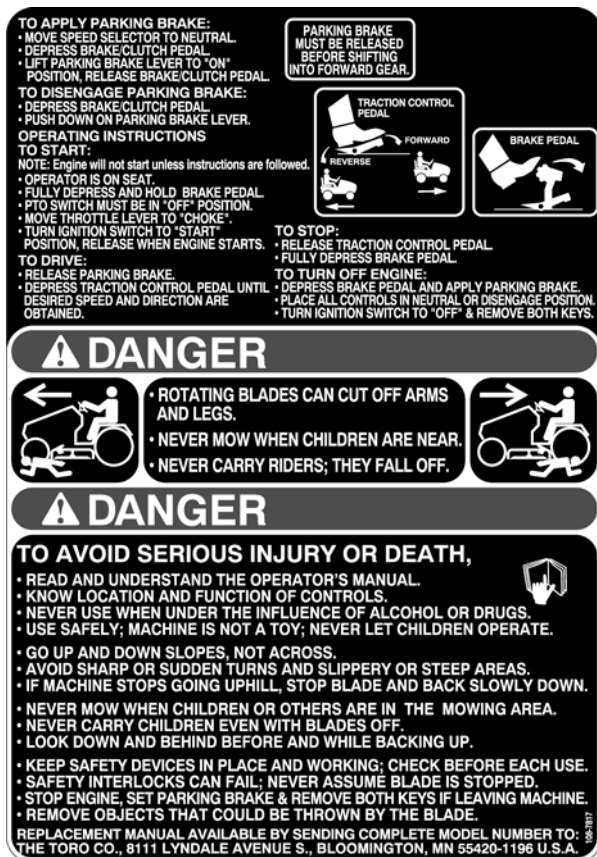 TO APPLY PARKING BRAKE:
• MOVE SPEED SELECTOR TO NEUTRAL.
• DEPRESS BRAKE/CLUTCH PEDAL.
• LIFT PARKING BRAKE LEVER TO "ON"
POSITION, RELEASE BRAKE/CLUTCH PEDAL.
TO DISENGAGE PARKING BRAKE:
• DEPRESS BRAKE/CLUTCH PEDAL.
• PUSH DOWN ON PARKING BRAKE LEVER.
OPERATING INSTRUCTIONS
TO START:
NOTE: Engine will not start unless instructions are followed.
• OPERATOR IS ON SEAT.
• FULLY DEPRESS AND HOLD BRAKE PEDAL.
• PTO SWITCH MUST BE IN "OFF" POSITION.
• MOVE THROTTLE LEVER TO "CHOKE".
• TURN IGNITION SWITCH TO "START"
POSITION, RELEASE WHEN ENGINE STARTS.
TO DRIVE:
• RELEASE PARKING BRAKE.
• DEPRESS TRACTION CONTROL PEDAL UNTIL
DESIRED SPEED AND DIRECTION ARE
OBTAINED.
PARKING BRAKE
MUST BE RELEASED
BEFORE SHIFTING
INTO FORWARD GEAR.
TRACTION CONTROL
PEDAL
FORWARD
REVERSE
BRAKE PEDAL
TO STOP:
• RELEASE TRACTION CONTROL PEDAL.
• FULLY DEPRESS BRAKE PEDAL.
TO TURN OFF ENGINE:
• DEPRESS BRAKE PEDAL AND APPLY PARKING BRAKE.
• PLACE ALL CONTROLS IN NEUTRAL OR DISENGAGE POSITION.
• TURN IGNITION SWITCH TO "OFF" & REMOVE BOTH KEYS.
DANGER
• ROTATING BLADES CAN CUT OFF ARMS
AND LEGS.
• NEVER MOW WHEN CHILDREN ARE NEAR.
• NEVER CARRY RIDERS; THEY FALL OFF.
DANGER
TO AVOID SERIOUS INJURY OR DEATH,
• READ AND UNDERSTAND THE OPERATOR'S MANUAL.
• KNOW LOCATION AND FUNCTION OF CONTROLS.
• NEVER USE WHEN UNDER THE INFLUENCE OF ALCOHOL OR DRUGS.
• USE SAFELY; MACHINE IS NOT A TOY; NEVER LET CHILDREN OPERATE.
• GO UP AND DOWN SLOPES, NOT ACROSS.
• AVOID SHARP OR SUDDEN TURNS AND SLIPPERY OR STEEP AREAS.
• IF MACHINE STOPS GOING UPHILL, STOP BLADE AND BACK SLOWLY DOWN.
• NEVER MOW WHEN CHILDREN OR OTHERS ARE IN THE MOWING AREA.
• NEVER CARRY CHILDREN EVEN WITH BLADES OFF.
• LOOK DOWN AND BEHIND BEFORE AND WHILE BACKING UP.
• KEEP SAFETY DEVICES IN PLACE AND WORKING; CHECK BEFORE EACH USE.
• SAFETY INTERLOCKS CAN FAIL; NEVER ASSUME BLADE IS STOPPED.
• STOP ENGINE, SET PARKING BRAKE & REMOVE BOTH KEYS IF LEAVING MACHINE.
• REMOVE OBJECTS THAT COULD BE THROWN BY THE BLADE.
REPLACEMENT MANUAL AVAILABLE BY SENDING COMPLETE MODEL NUMBER TO:
THE TORO CO., 8111 LYNDALE AVENUE S., BLOOMINGTON, MN 55420-1196 U.S.A.